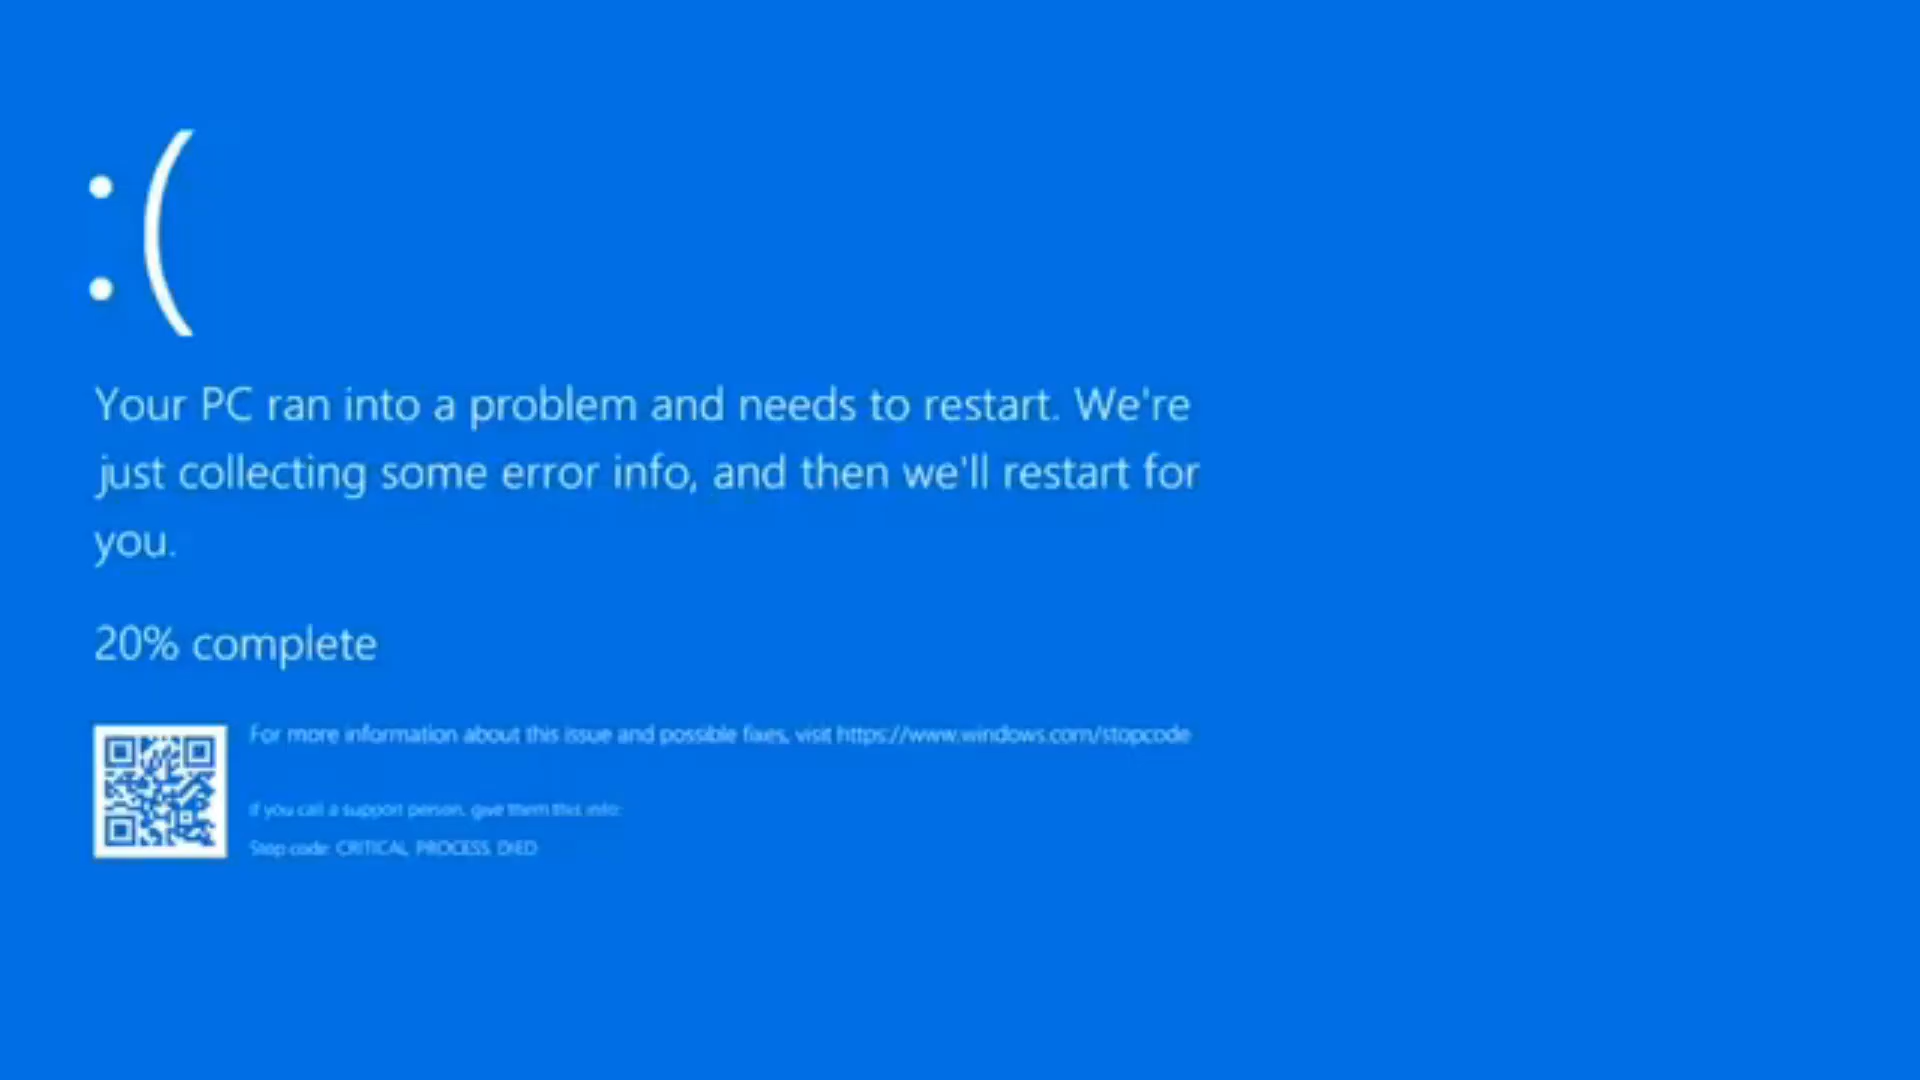 :(
Your PC ran into a problem and needs to restart. We're
just collecting some error info, and then we'll restart for
you.
20% complete
For more information about this issue and possible fixes, visit https://www.windows.com/stopcode
If you call a support person, give them this info:
Stop code: CRITICAL_PROCESS_DIED